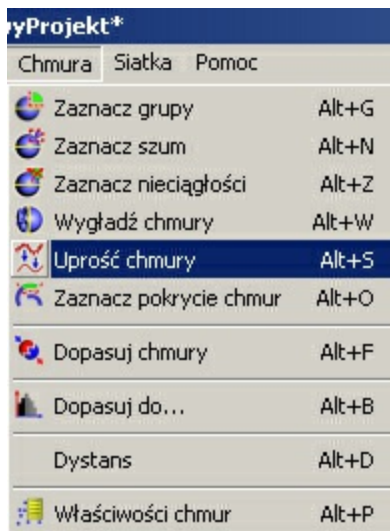 yProjekt*
Chmura Siatka Pomoc
Zaznacz grupy Alt+G
Zaznacz szum Alt+N
Zaznacz nieciągłości Alt+Z
Wygładź chmury Alt+W
Uprość chmury Alt+S
Zaznacz pokrycie chmur Alt+O
Dopasuj chmury Alt+F
Dopasuj do... Alt+B
Dystans Alt+D
Właściwości chmur Alt+P